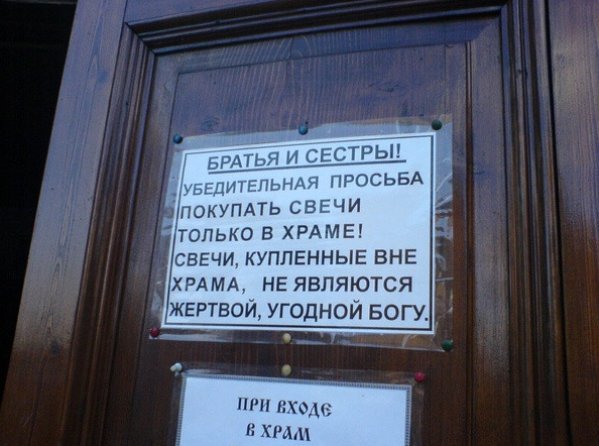 БРАТЬЯ И СЕСТРЫ!
УБЕДИТЕЛЬНАЯ ПРОСЬБА
ПОКУПАТЬ СВЕЧИ
ТОЛЬКО В ХРАМЕ!
СВЕЧИ, КУПЛЕННЫЕ ВНЕ
ХРАМА, НЕ ЯВЛЯЮТСЯ
ЖЕРТВОЙ, УГОДНОЙ БОГУ.
ПРИ ВХОДЕ
В ХРАМ